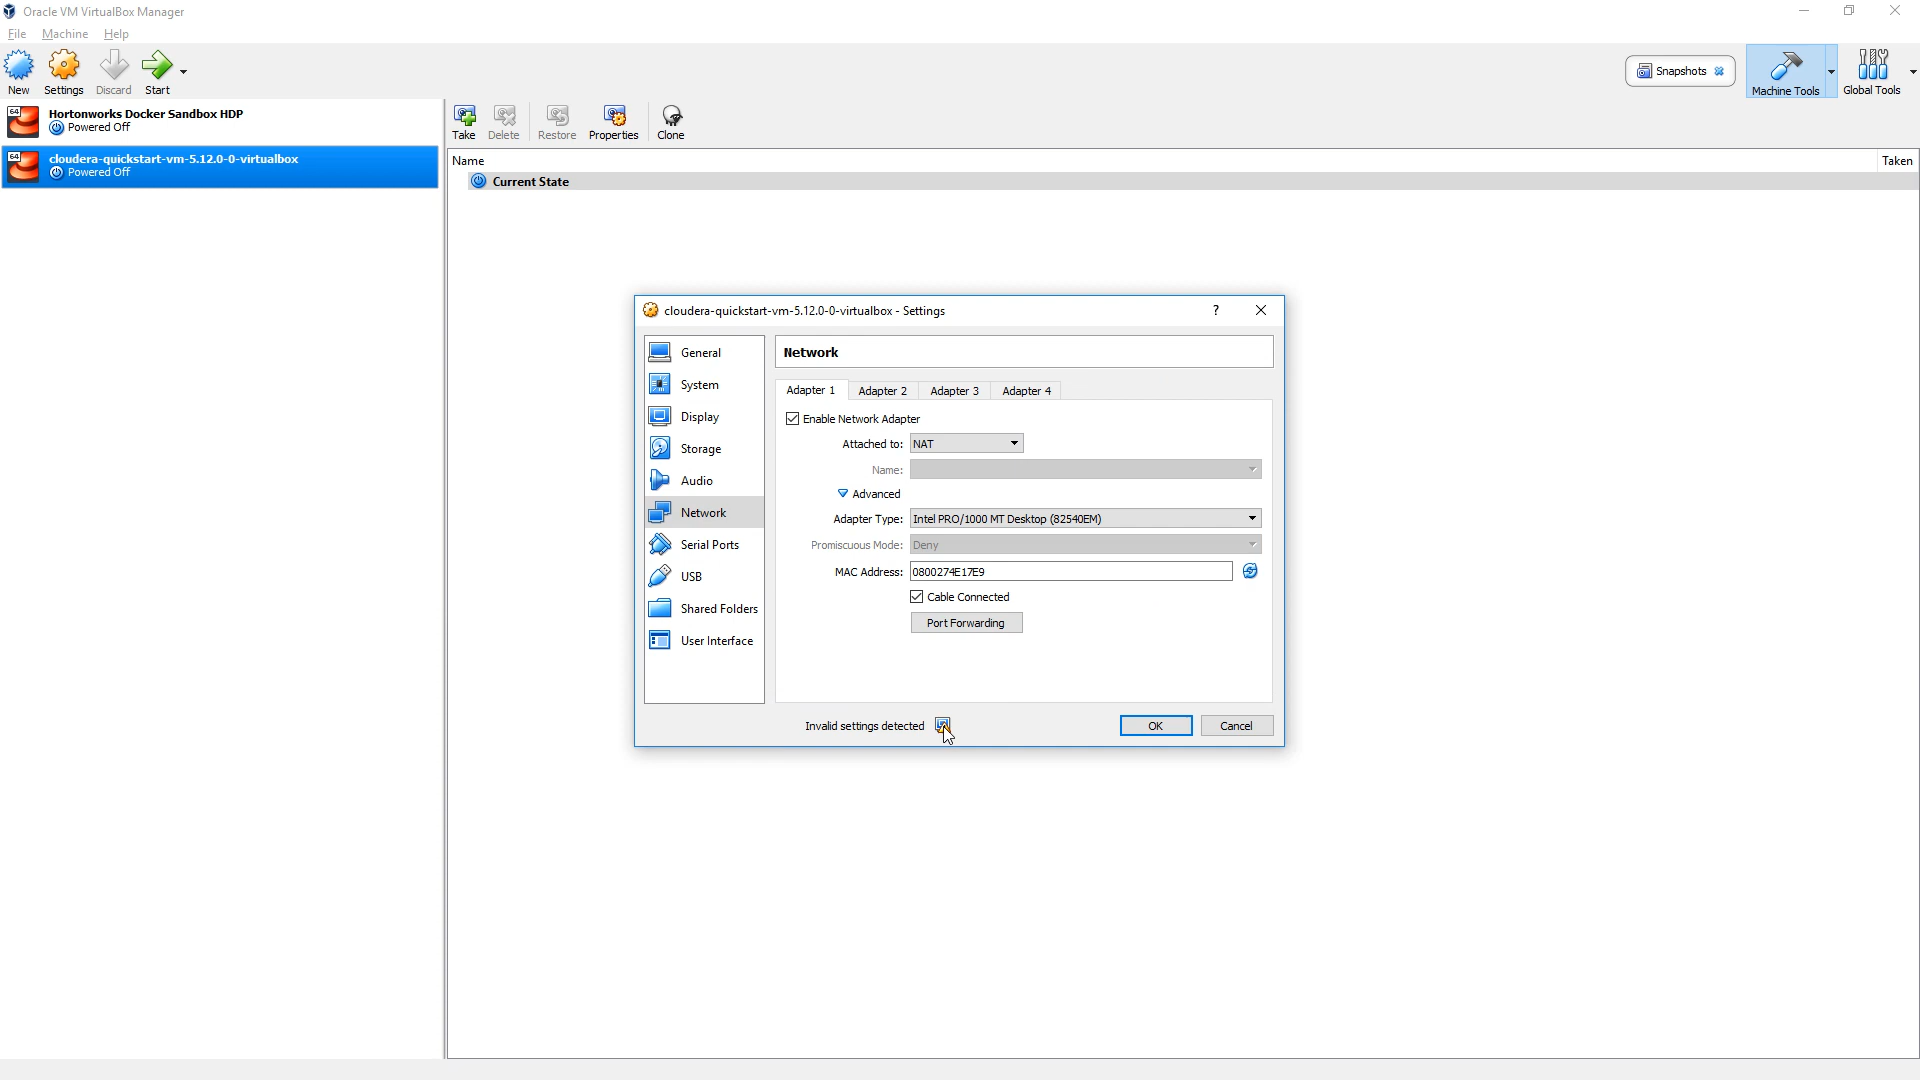 Oracle VM VirtualBox Manager
File Machine Help
New Settings Discard Start
Snapshots
Machine Tools
Global Tools
64
Hortonworks Docker Sandbox HDP
Powered Off
64
cloudera-quickstart-vm-5.12.0-0-virtualbox
Powered Off
Take Delete Restore Properties Clone
Name Taken
Current State
cloudera-quickstart-vm-5.12.0-0-virtualbox - Settings
?
General
System
Display
Storage
Audio
Network
Serial Ports
USB
Shared Folders
User Interface
Network
Adapter 1 Adapter 2 Adapter 3 Adapter 4
Enable Network Adapter
Attached to: NAT
Name:
Advanced
Adapter Type: Intel PRO/1000 MT Desktop (82540EM)
Promiscuous Mode: Deny
MAC Address: 0800274E17E9
Cable Connected
Port Forwarding
Invalid settings detected
OK Cancel